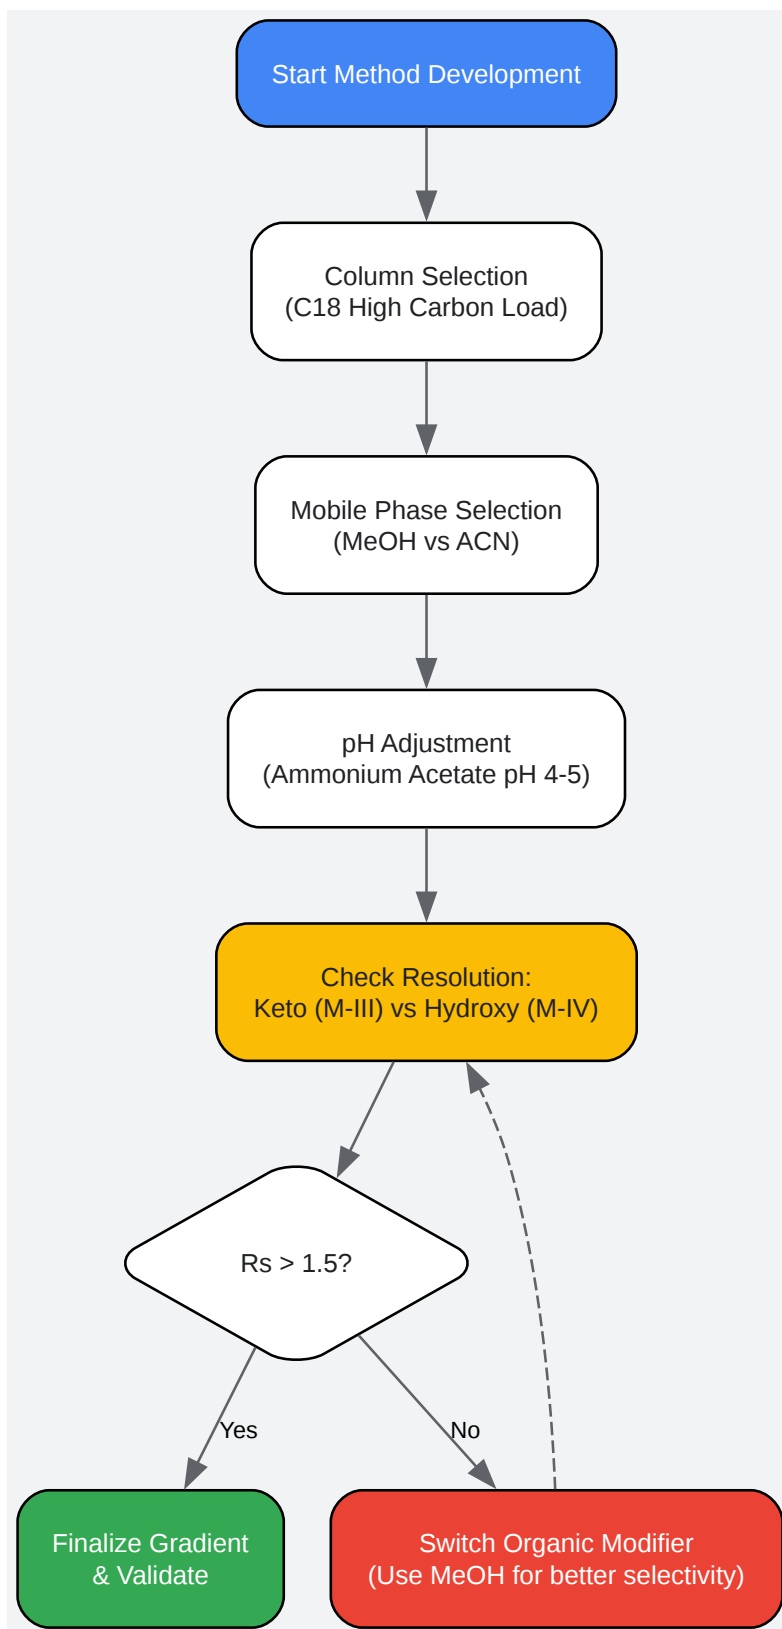 Start Method Development
Column Selection
(C18 High Carbon Load)
Mobile Phase Selection
(MeOH vs ACN)
pH Adjustment
(Ammonium Acetate pH 4-5)
Check Resolution:
Keto (M-III) vs Hydroxy (M-IV)
Rs > 1.5?
Yes
No
Finalize Gradient
& Validate
Switch Organic Modifier
(Use MeOH for better selectivity)